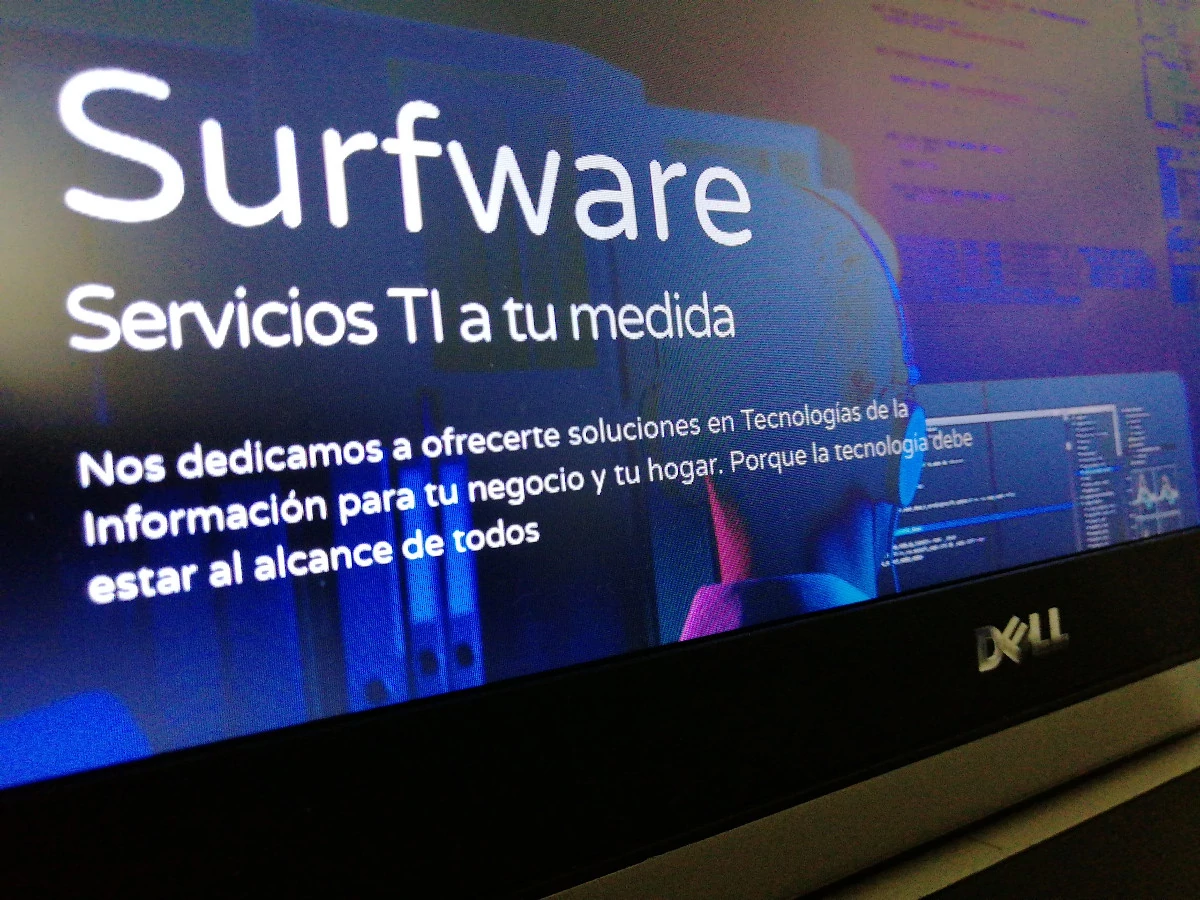 Surfware
Servicios TI a tu medida
Nos dedicamos a ofrecerte soluciones en Tecnologías de la
Información para tu negocio y tu hogar. Porque la tecnología debe
estar al alcance de todos
DELL